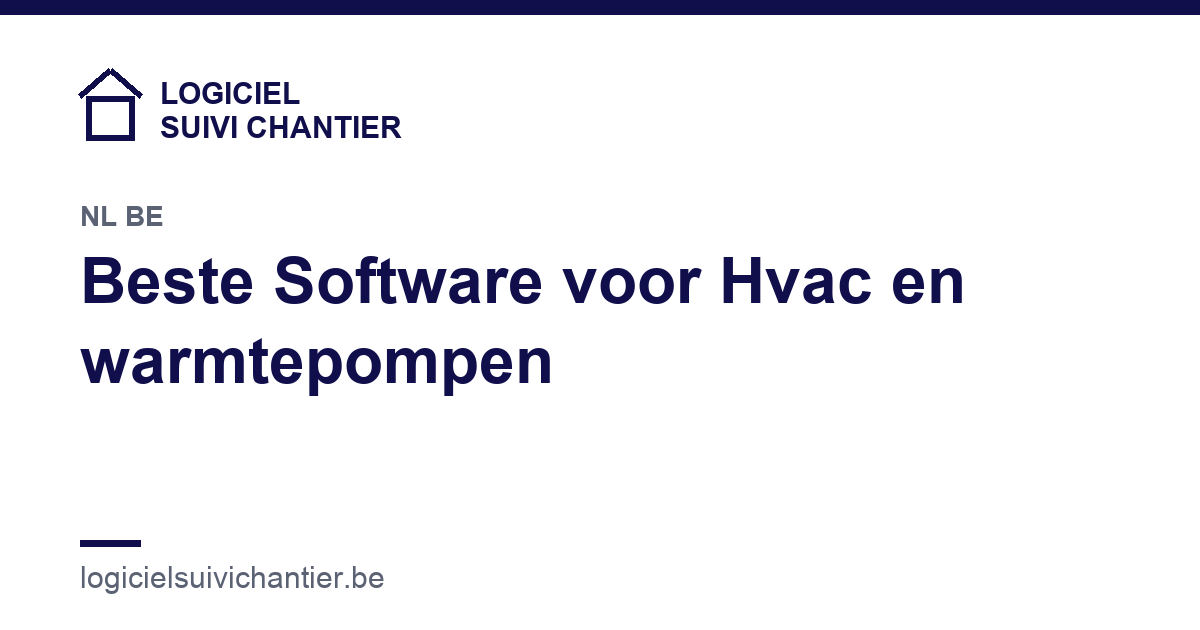 LOGICIEL
SUIVI CHANTIER
NL BE
Beste Software voor Hvac en
warmtepompen
logicielsuivichantier.be